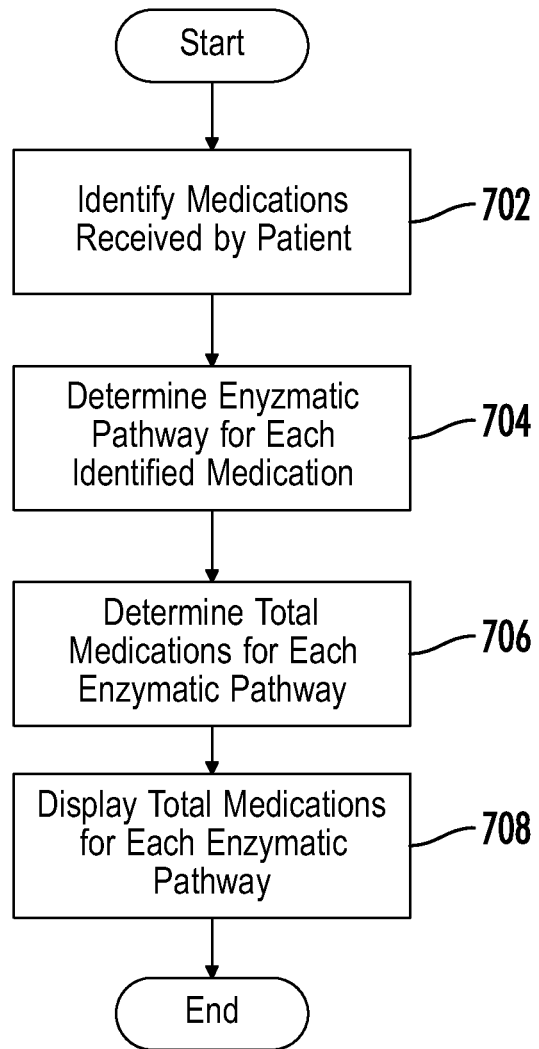 Start
Identify Medications
Received by Patient
702
Determine Enyzmatic
Pathway for Each
Identified Medication
704
Determine Total
Medications for Each
Enzymatic Pathway
706
Display Total Medications
for Each Enzymatic
Pathway
708
End